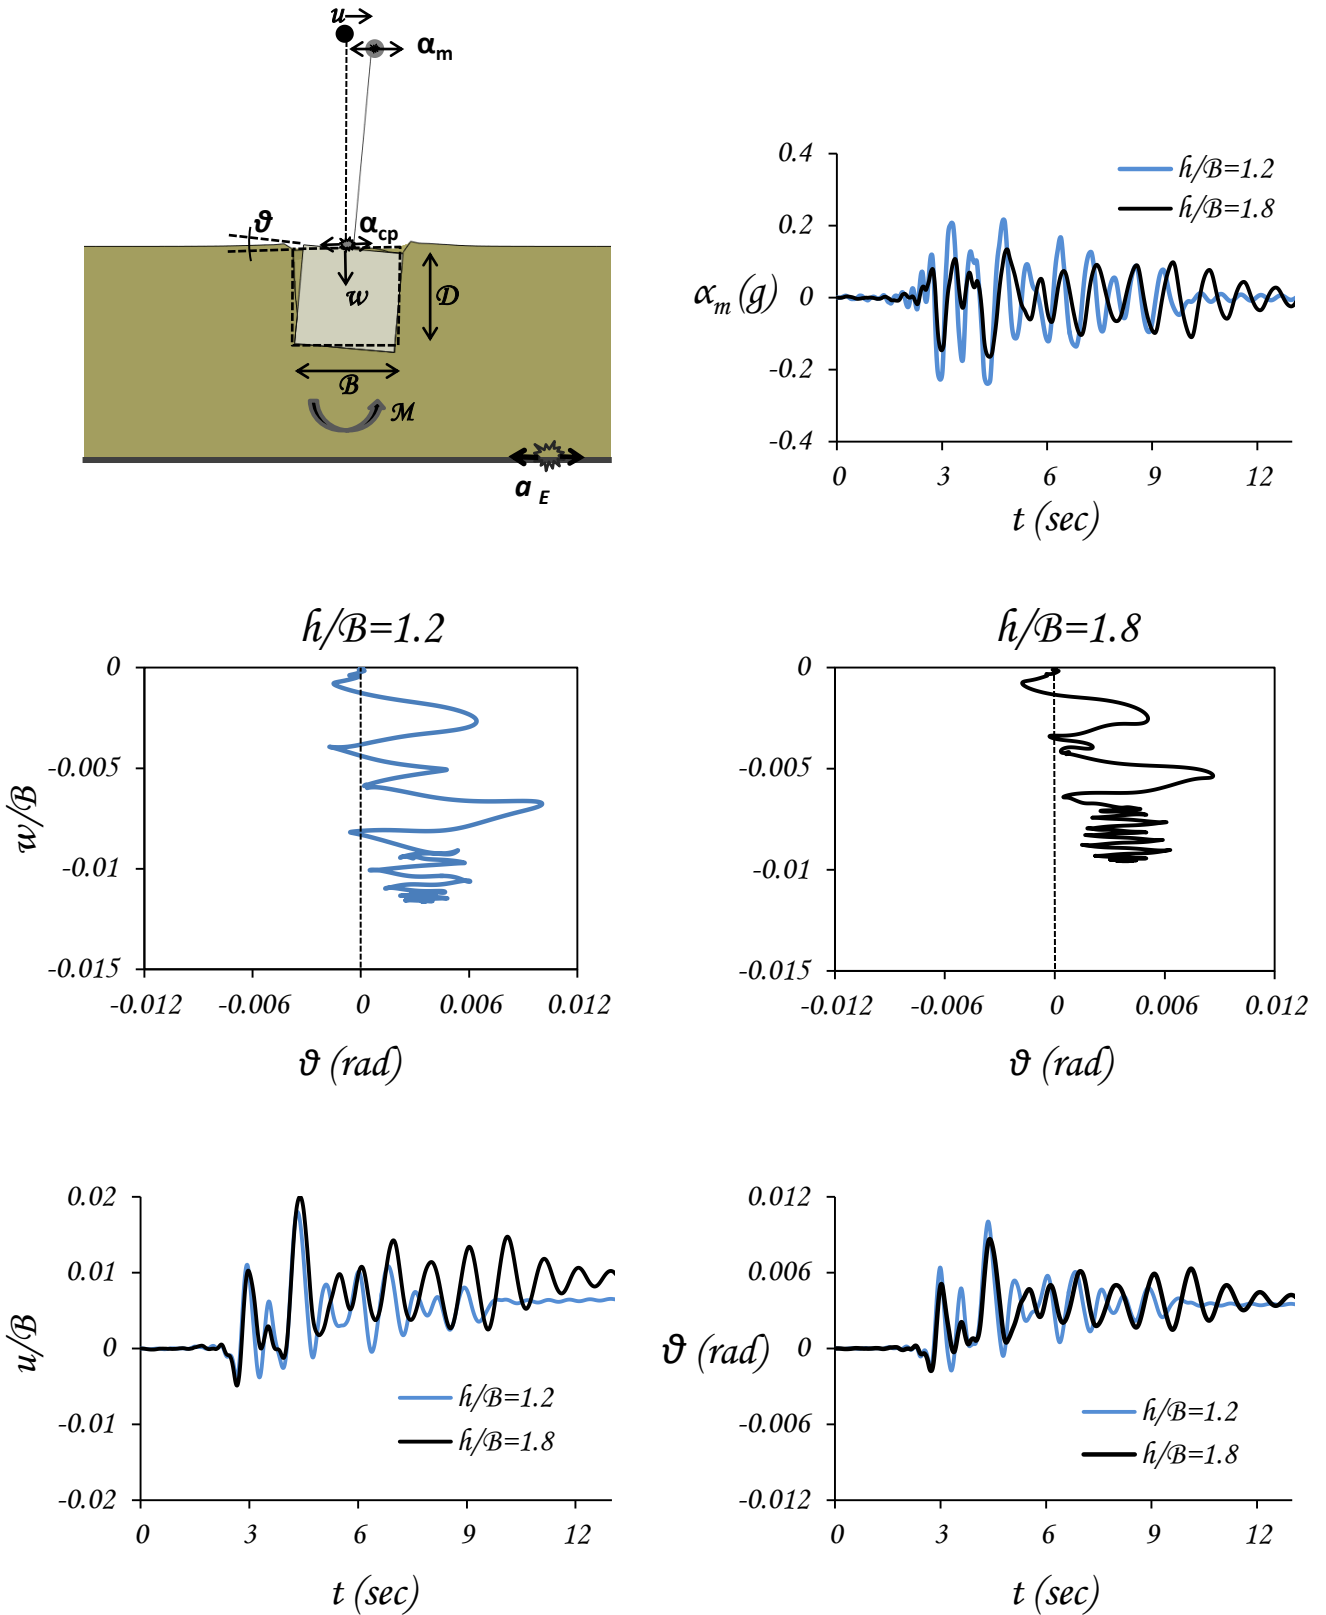 u
αm
ϑ
αcp
w
D
B
M
a E
0.4
0.2
0
-0.2
-0.4
αm (g)
h/B=1.2
h/B=1.8
0 3 6 9 12
t (sec)
h/B=1.2
0
-0.005
-0.01
-0.015
w/B
-0.012 -0.006 0 0.006 0.012
ϑ (rad)
h/B=1.8
0
-0.005
-0.01
-0.015
-0.012 -0.006 0 0.006 0.012
ϑ (rad)
0.02
0.01
0
-0.01
-0.02
u/B
h/B=1.2
h/B=1.8
0 3 6 9 12
t (sec)
0.012
0.006
0
-0.006
-0.012
ϑ (rad)
h/B=1.2
h/B=1.8
0 3 6 9 12
t (sec)